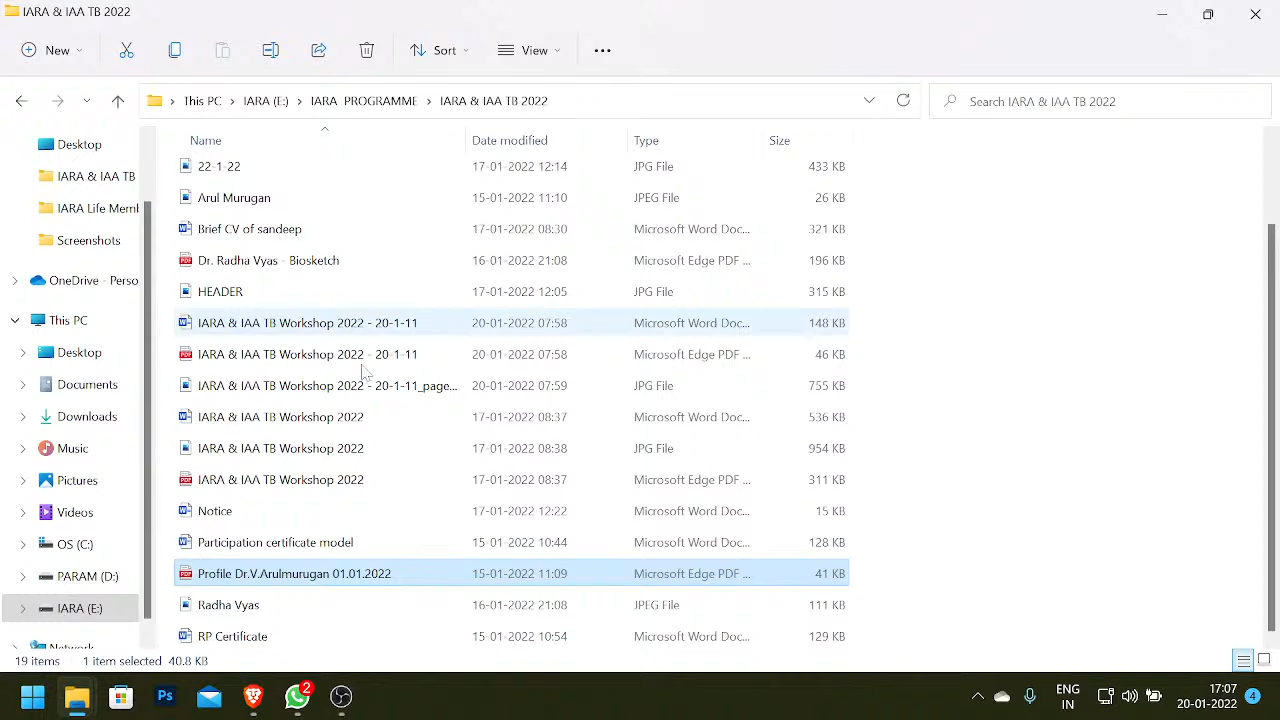 IARA & IAA TB 2022
New
Sort
View
This PC > IARA (E:) > IARA PROGRAMME > IARA & IAA TB 2022
Search IARA & IAA TB 2022
Desktop
IARA & IAA TB
IARA Life Mem
Screenshots
OneDrive - Perso
This PC
Desktop
Documents
Downloads
Music
Pictures
Videos
OS (C:)
PARAM (D:)
IARA (E:)
Network
Name Date modified Type Size
22-1-22 17-01-2022 12:14 JPG File 433 KB
Arul Murugan 15-01-2022 11:10 JPEG File 26 KB
Brief CV of sandeep 17-01-2022 08:30 Microsoft Word Doc... 321 KB
Dr. Radha Vyas - Biosketch 16-01-2022 21:08 Microsoft Edge PDF ... 196 KB
HEADER 17-01-2022 12:05 JPG File 315 KB
IARA & IAA TB Workshop 2022 - 20-1-11 20-01-2022 07:58 Microsoft Word Doc... 148 KB
IARA & IAA TB Workshop 2022 - 20-1-11 20-01-2022 07:58 Microsoft Edge PDF ... 46 KB
IARA & IAA TB Workshop 2022 - 20-1-11_page... 20-01-2022 07:59 JPG File 755 KB
IARA & IAA TB Workshop 2022 17-01-2022 08:37 Microsoft Word Doc... 536 KB
IARA & IAA TB Workshop 2022 17-01-2022 08:38 JPG File 954 KB
IARA & IAA TB Workshop 2022 17-01-2022 08:37 Microsoft Edge PDF ... 311 KB
Notice 17-01-2022 12:22 Microsoft Word Doc... 15 KB
Participation certificate model 15-01-2022 10:44 Microsoft Word Doc... 128 KB
Profile Dr.V.Arulmurugan 01.01.2022 15-01-2022 11:09 Microsoft Edge PDF ... 41 KB
Radha Vyas 16-01-2022 21:08 JPEG File 111 KB
RP Certificate 15-01-2022 10:54 Microsoft Word Doc... 129 KB
19 items 1 item selected 40.8 KB
Ps
2
ENG
IN
17:07
20-01-2022
4